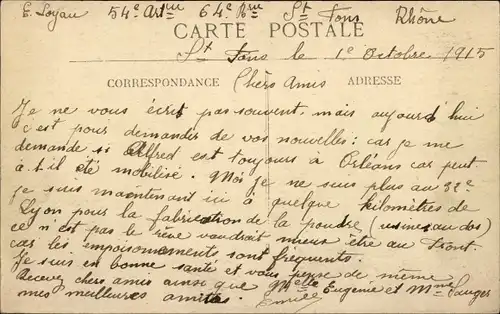 E. Loyau 54e Artrie 64e Bie St Fons Rhône
CARTE POSTALE
St Fons le 1e Octobre 1915
CORRESPONDANCE Chers Amis ADRESSE
Je ne vous écrit pas souvent, mais aujourd'hui
c'est pour demander de vos nouvelles; car je me
demande si Alfred est toujours à Orléans car peut
a t'il été mobilisé. Moi je ne suis plus au 32e
je suis maintenant ici à quelque kilomètres de
Lyon pour la fabrication de la poudre, (usines au dos)
ce n'est pas le rêve vaudrait mieux être au Front
car les empoisonnements sont fréquents.
Je suis en bonne santé et vous pense de même
Recevez chers amis ainsi que Melle Eugénie et Mme Sauger
mes meilleures amitiés. Emile